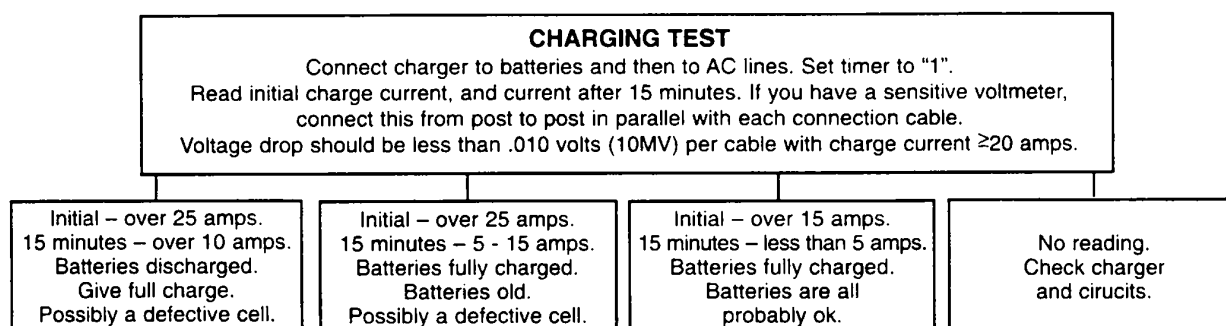 CHARGING TEST
Connect charger to batteries and then to AC lines. Set timer to “1”.
Read initial charge current, and current after 15 minutes. If you have a sensitive voltmeter,
connect this from post to post in parallel with each connection cable.
Voltage drop should be less than .010 volts (10MV) per cable with charge current ≥20 amps.
Initial – over 25 amps.
15 minutes – over 10 amps.
Batteries discharged.
Give full charge.
Possibly a defective cell.
Initial – over 25 amps.
15 minutes – 5 - 15 amps.
Batteries fully charged.
Batteries old.
Possibly a defective cell.
Initial – over 15 amps.
15 minutes – less than 5 amps.
Batteries fully charged.
Batteries are all
probably ok.
No reading.
Check charger
and cirucits.